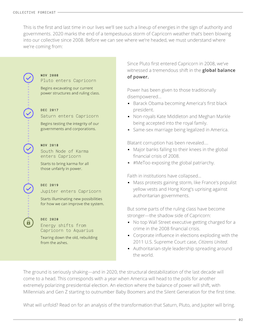 COLLECTIVE FORECAST
This is the first and last time in our lives we'll see such a lineup of energies in the sign of authority and
governments. 2020 marks the end of a tempestuous storm of Capricorn weather that's been blowing
into our collective since 2008. Before we can see where we're headed, we must understand where
we're coming from.
NOV 2008
Pluto enters Capricorn
Begins excavating our current
power structures and ruling class.
DEC 2017
Saturn enters Capricorn
Begins testing the integrity of our
governments and corporations.
NOV 2018
South Node of Karma
enters Capricorn
Starts to bring karma for all
those unfairly in power.
DEC 2019
Jupiter enters Capricorn
Starts illuminating new possibilities
for how we can improve the system.
DEC 2020
Energy shifts from
Capricorn to Aquarius
Tearing down the old, rebuilding
from the ashes.
Since Pluto first entered Capricorn in 2008, we've
witnessed a tremendous shift in the global balance
of power.
Power has been given to those traditionally
disempowered...
• Barack Obama becoming America's first black
president.
• Non-royals Kate Middleton and Meghan Markle
being accepted into the royal family.
• Same-sex marriage being legalized in America.
Blatant corruption has been revealed...
• Major banks failing to their knees in the global
financial crisis of 2008.
• #MeToo exposing the global patriarchy.
Faith in institutions have collapsed...
• Mass protests gaining storm, like France's populist
yellow vests and Hong Kong's uprising against
authoritarian governments.
But some parts of the ruling class have become
stronger—the shadow side of Capricorn:
• No top Wall Street executive getting charged for a
crime in the 2008 financial crisis.
• Corporate influence in elections exploding with the
2011 U.S. Supreme Court case, Citizens United.
• Authoritarian style leadership spreading around
the world.
The ground is seriously shaking—and in 2020, the structural destabilization of the last decade will
come to a head. This corresponds with a year when America will head to the polls for another
extremely polarizing presidential election. An election where the balance of power will shift, with
Millennials and Gen Z starting to outnumber Baby Boomers and the Silent Generation for the first time.
What will unfold? Read on for an analysis of the transformation that Saturn, Pluto, and Jupiter will bring.